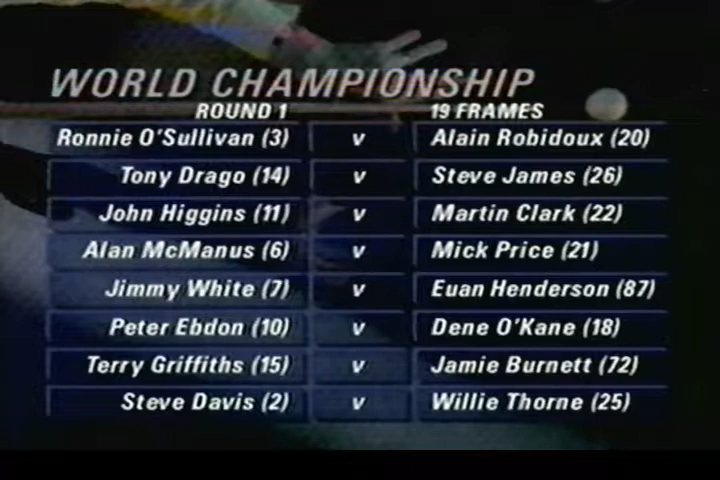 WORLD CHAMPIONSHIP
ROUND 1 19 FRAMES
Ronnie O'Sullivan (3) v Alain Robidoux (20)
Tony Drago (14) v Steve James (26)
John Higgins (11) v Martin Clark (22)
Alan McManus (6) v Mick Price (21)
Jimmy White (7) v Euan Henderson (87)
Peter Ebdon (10) v Dene O'Kane (18)
Terry Griffiths (15) v Jamie Burnett (72)
Steve Davis (2) v Willie Thorne (25)